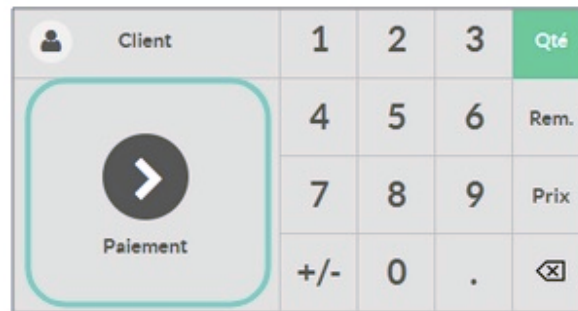 Client 1 2 3 Qté
4 5 6 Rem.
7 8 9 Prix
Paiement
+/- 0 .